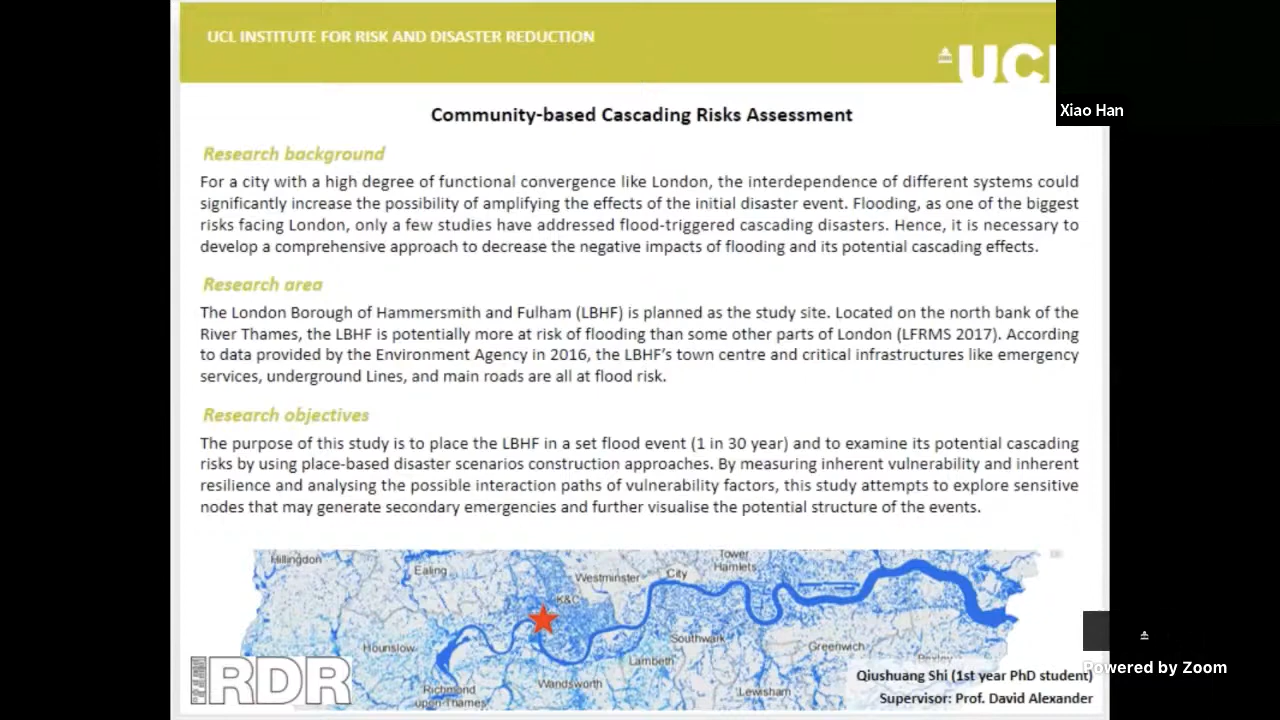 UCL INSTITUTE FOR RISK AND DISASTER REDUCTION
UC
Xiao Han
Community-based Cascading Risks Assessment
Research background
For a city with a high degree of functional convergence like London, the interdependence of different systems could
significantly increase the possibility of amplifying the effects of the initial disaster event. Flooding, as one of the biggest
risks facing London, only a few studies have addressed flood-triggered cascading disasters. Hence, it is necessary to
develop a comprehensive approach to decrease the negative impacts of flooding and its potential cascading effects.
Research area
The London Borough of Hammersmith and Fulham (LBHF) is planned as the study site. Located on the north bank of the
River Thames, the LBHF is potentially more at risk of flooding than some other parts of London (LFRMS 2017). According
to data provided by the Environment Agency in 2016, the LBHF's town centre and critical infrastructures like emergency
services, underground Lines, and main roads are all at flood risk.
Research objectives
The purpose of this study is to place the LBHF in a set flood event (1 in 30 year) and to examine its potential cascading
risks by using place-based disaster scenarios construction approaches. By measuring inherent vulnerability and inherent
resilience and analysing the possible interaction paths of vulnerability factors, this study attempts to explore sensitive
nodes that may generate secondary emergencies and further visualise the potential structure of the events.
Hillingdon
Ealing
Westminster
City
Tower
Hamlets
K&C
Hounslow
Southwark
Greenwich
Lambeth
Wandsworth
Richmond
upon Thames
Lewisham
RDR
Qiushuang Shi (1st year PhD student)
Supervisor: Prof. David Alexander
Powered by Zoom